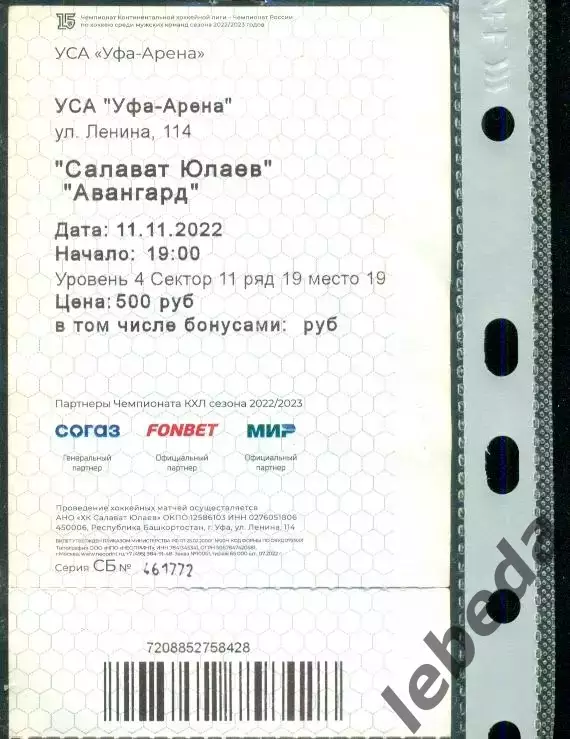 15 Чемпионат Континентальной хоккейной лиги – Чемпионат России
по хоккею среди мужских команд сезона 2022/2023 годов
УСА «Уфа-Арена»
УСА "Уфа-Арена"
ул. Ленина, 114
"Салават Юлаев"
"Авангард"
Дата: 11.11.2022
Начало: 19:00
Уровень 4 Сектор 11 ряд 19 место 19
Цена: 500 руб
в том числе бонусами: руб
Партнеры Чемпионата КХЛ сезона 2022/2023
СОГАЗ FONBET МИР
Генеральный партнер Официальный партнер Официальный партнер
Проведение хоккейных матчей осуществляется
АНО «ХК Салават Юлаев» ОКПО 12586103 ИНН 0276051806
450006, Республика Башкортостан, г. Уфа, ул. Ленина, 114
Серия СБ № 461772
7208852758428
lebeda